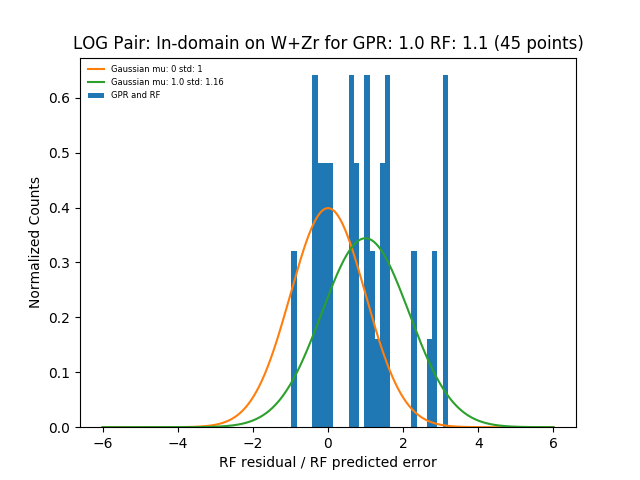 LOG Pair: In-domain on W+Zr for GPR: 1.0 RF: 1.1 (45 points)
Gaussian mu: 0 std: 1
Gaussian mu: 1.0 std: 1.16
GPR and RF
Normalized Counts
0.6
0.5
0.4
0.3
0.2
0.1
0.0
−6 −4 −2 0 2 4 6
RF residual / RF predicted error